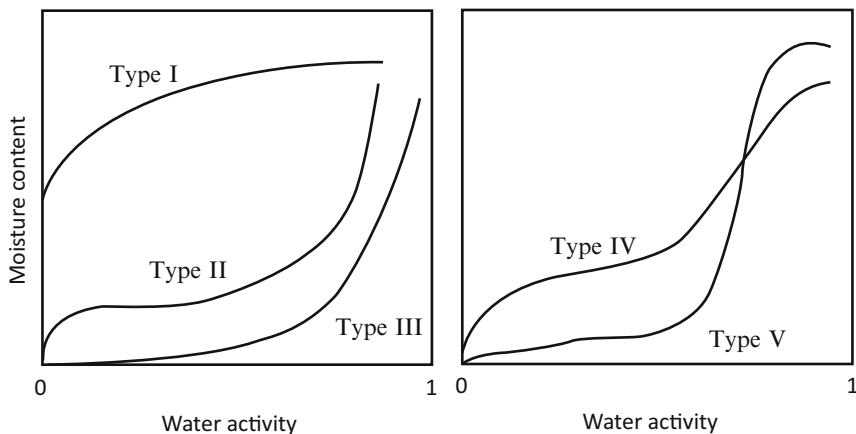 Moisture content
Type I
Type II
Type III
0
1
Water activity
Type IV
Type V
0
1
Water activity